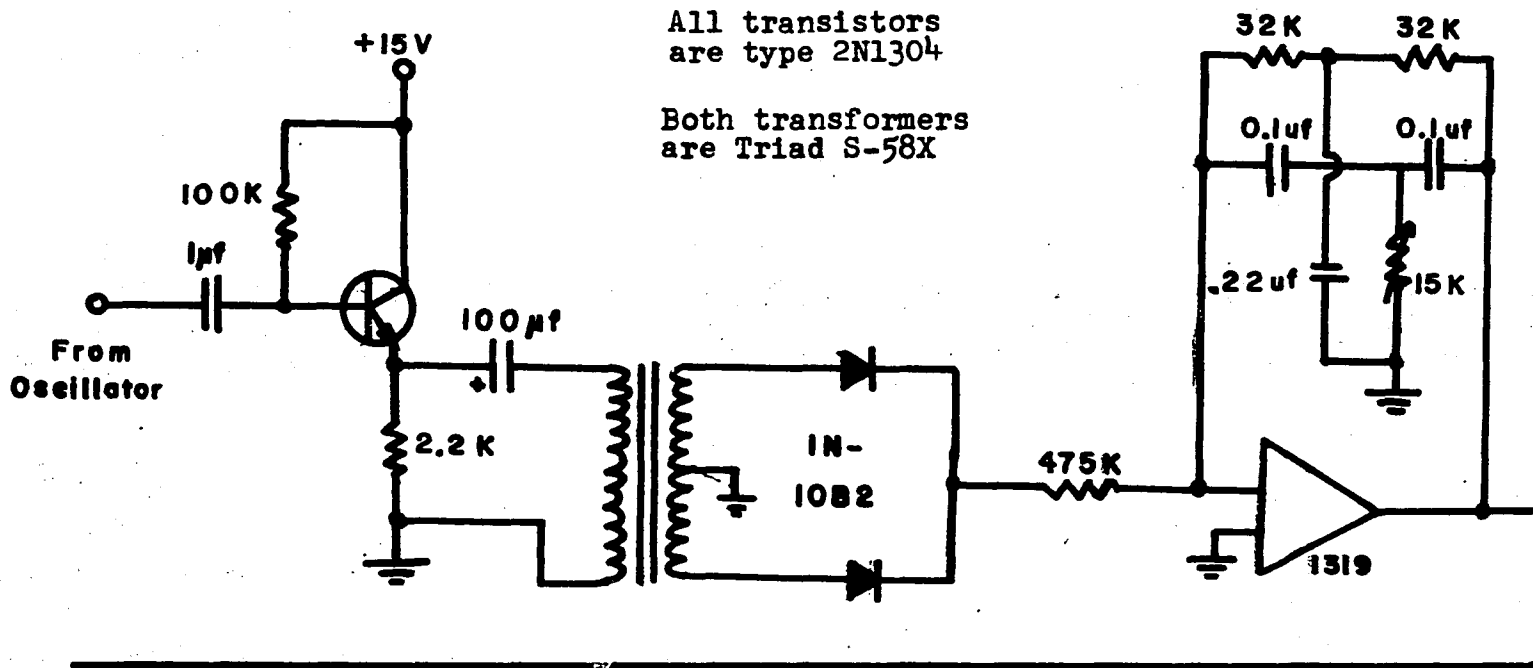 All transistors
are type 2N1304
Both transformers
are Triad S-58X
+15V
100K
1µf
From
Oscillator
100µf
+
2.2K
1N-
1082
475K
32K
32K
0.1uf
0.1uf
.22uf
15K
1319